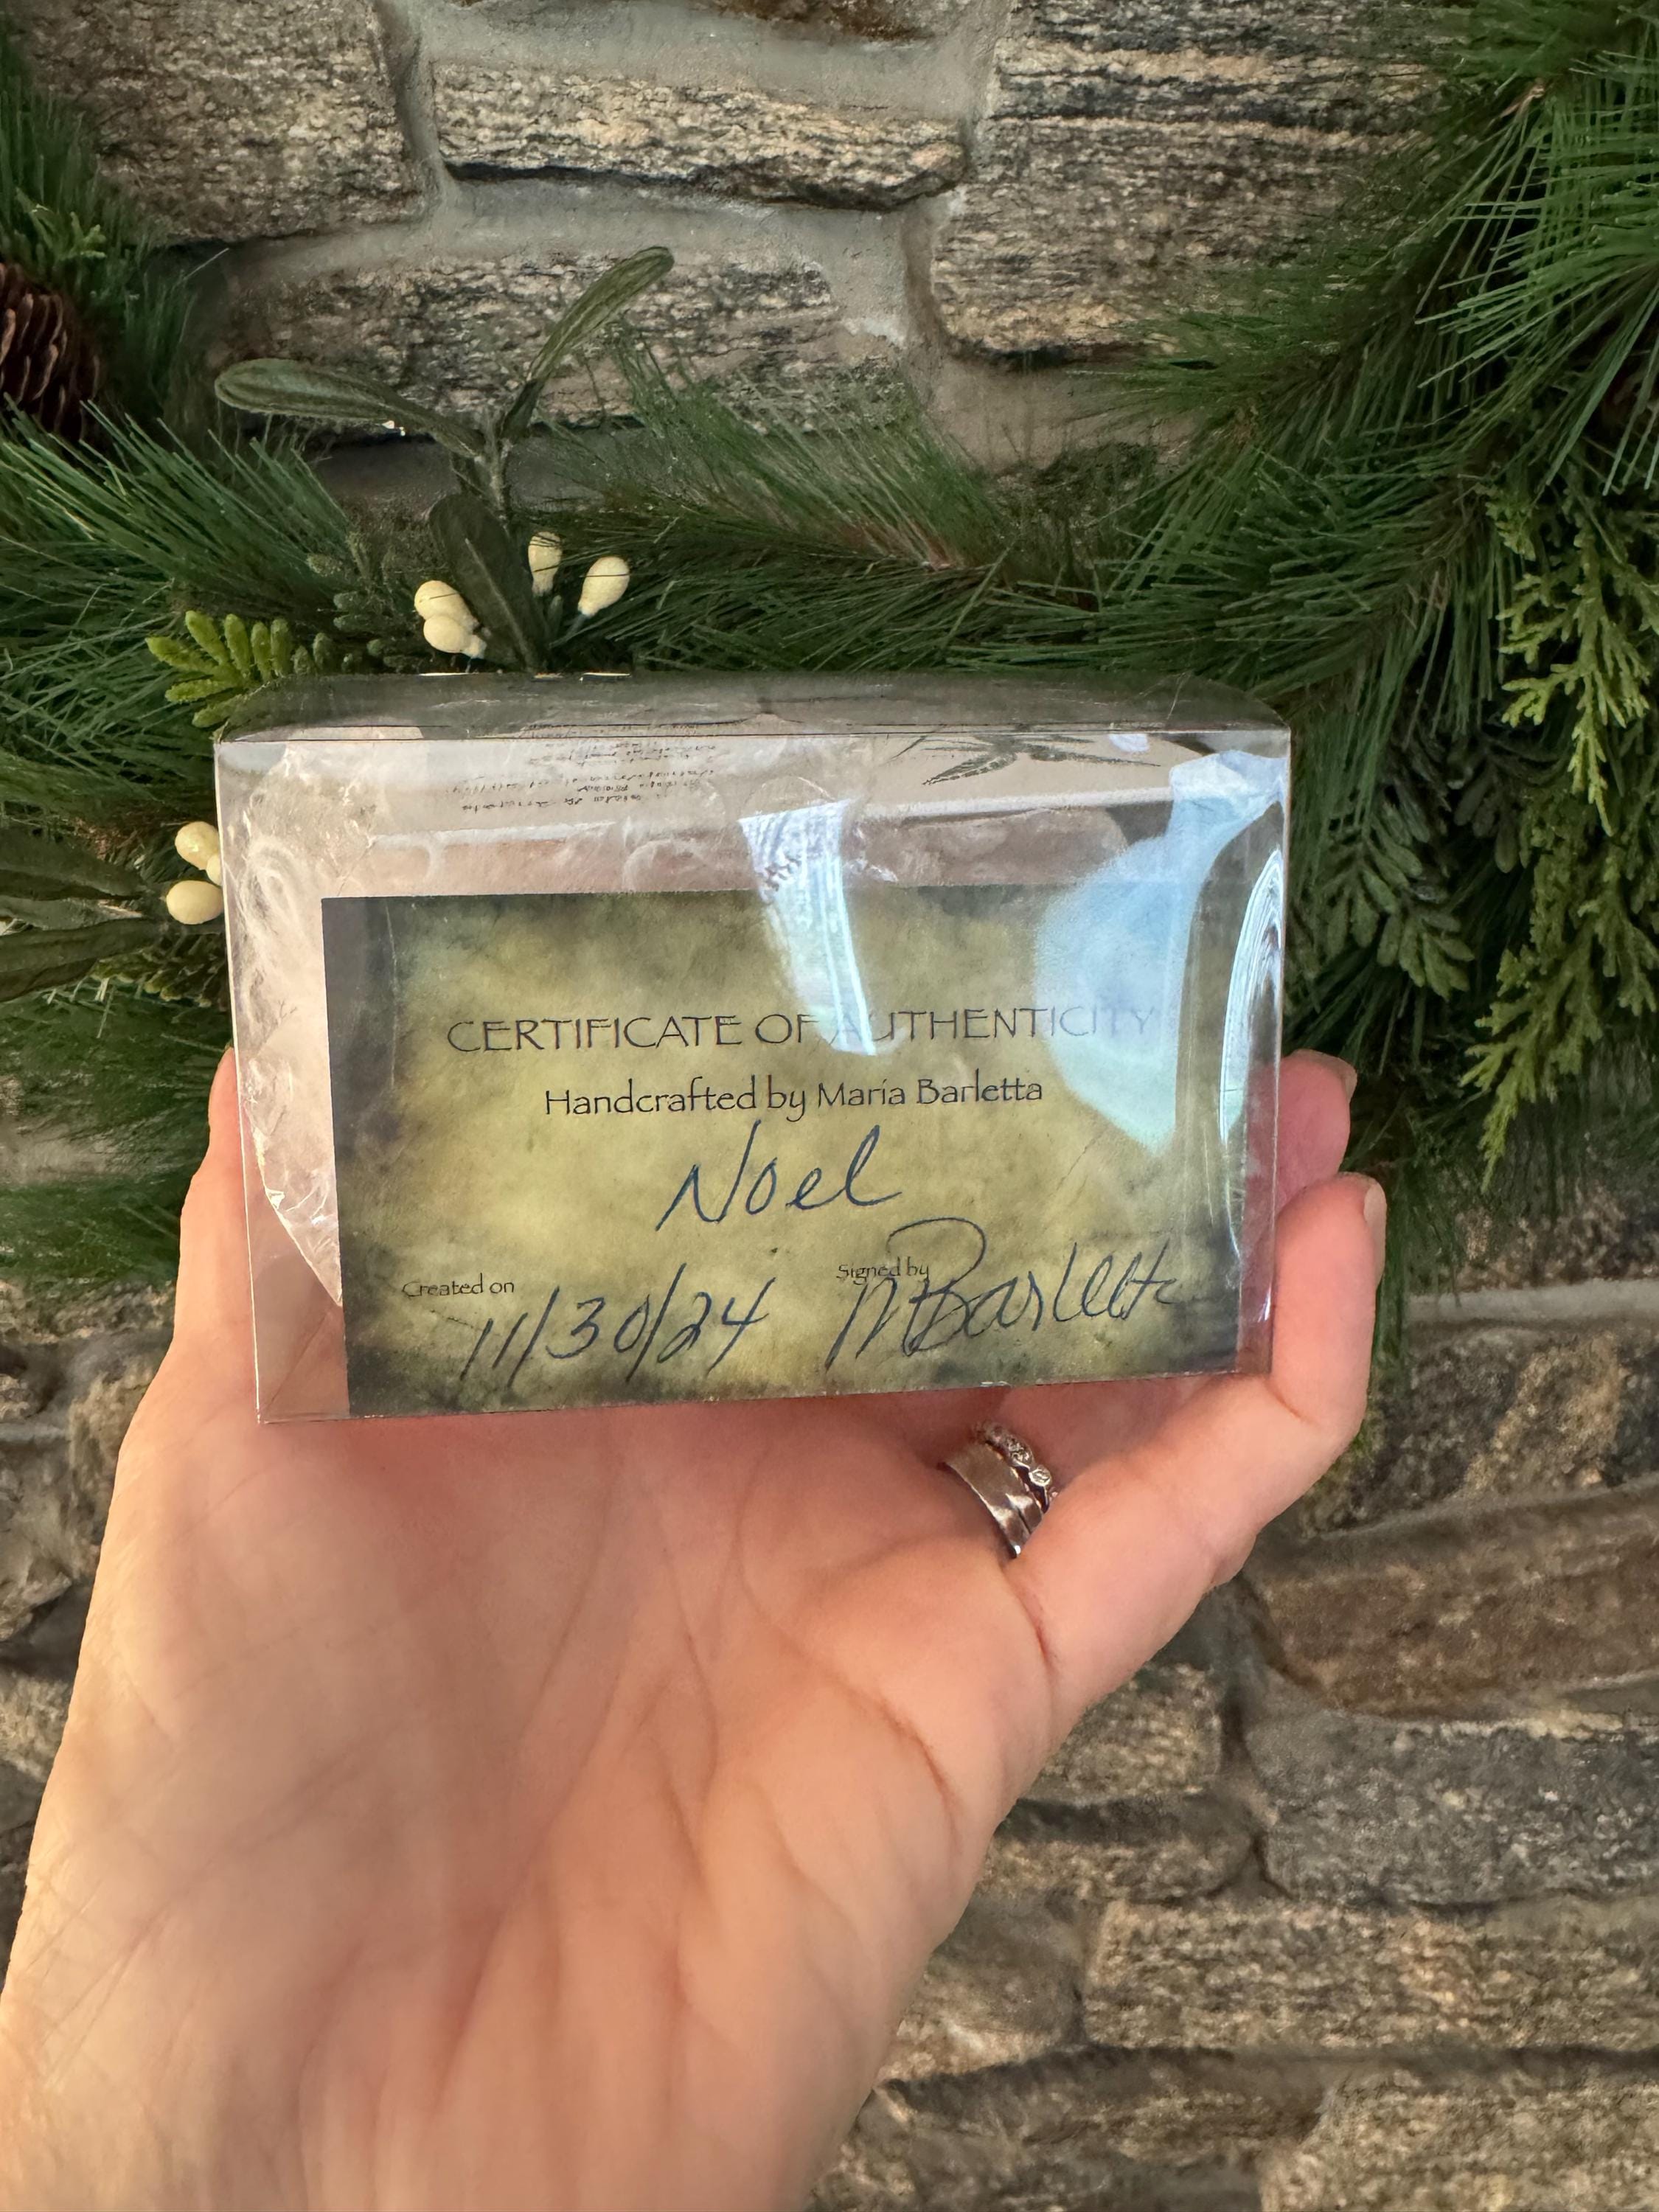 CERTIFICATE OF AUTHENTICITY
Handcrafted by Maria Barletta
Noel
Created on
11/30/24
Signed by
MBarletta